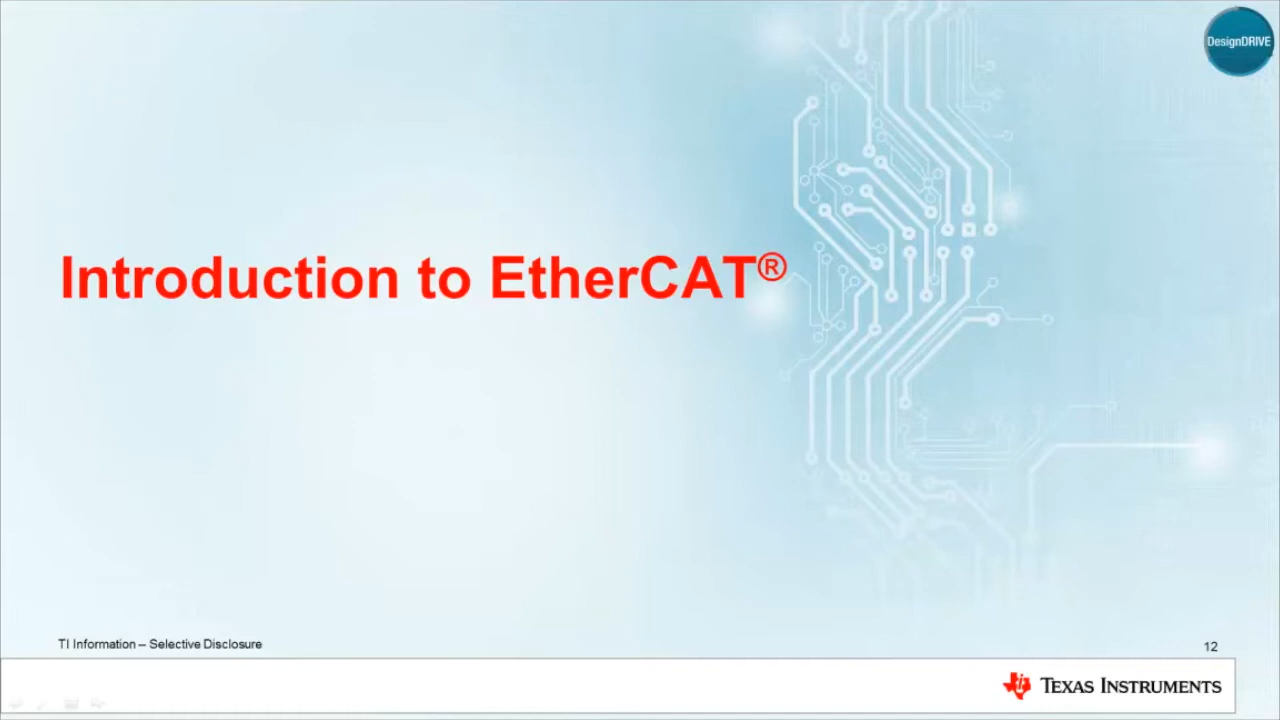 DesignDRIVE
Introduction to EtherCAT®
TI Information – Selective Disclosure
12
TEXAS INSTRUMENTS